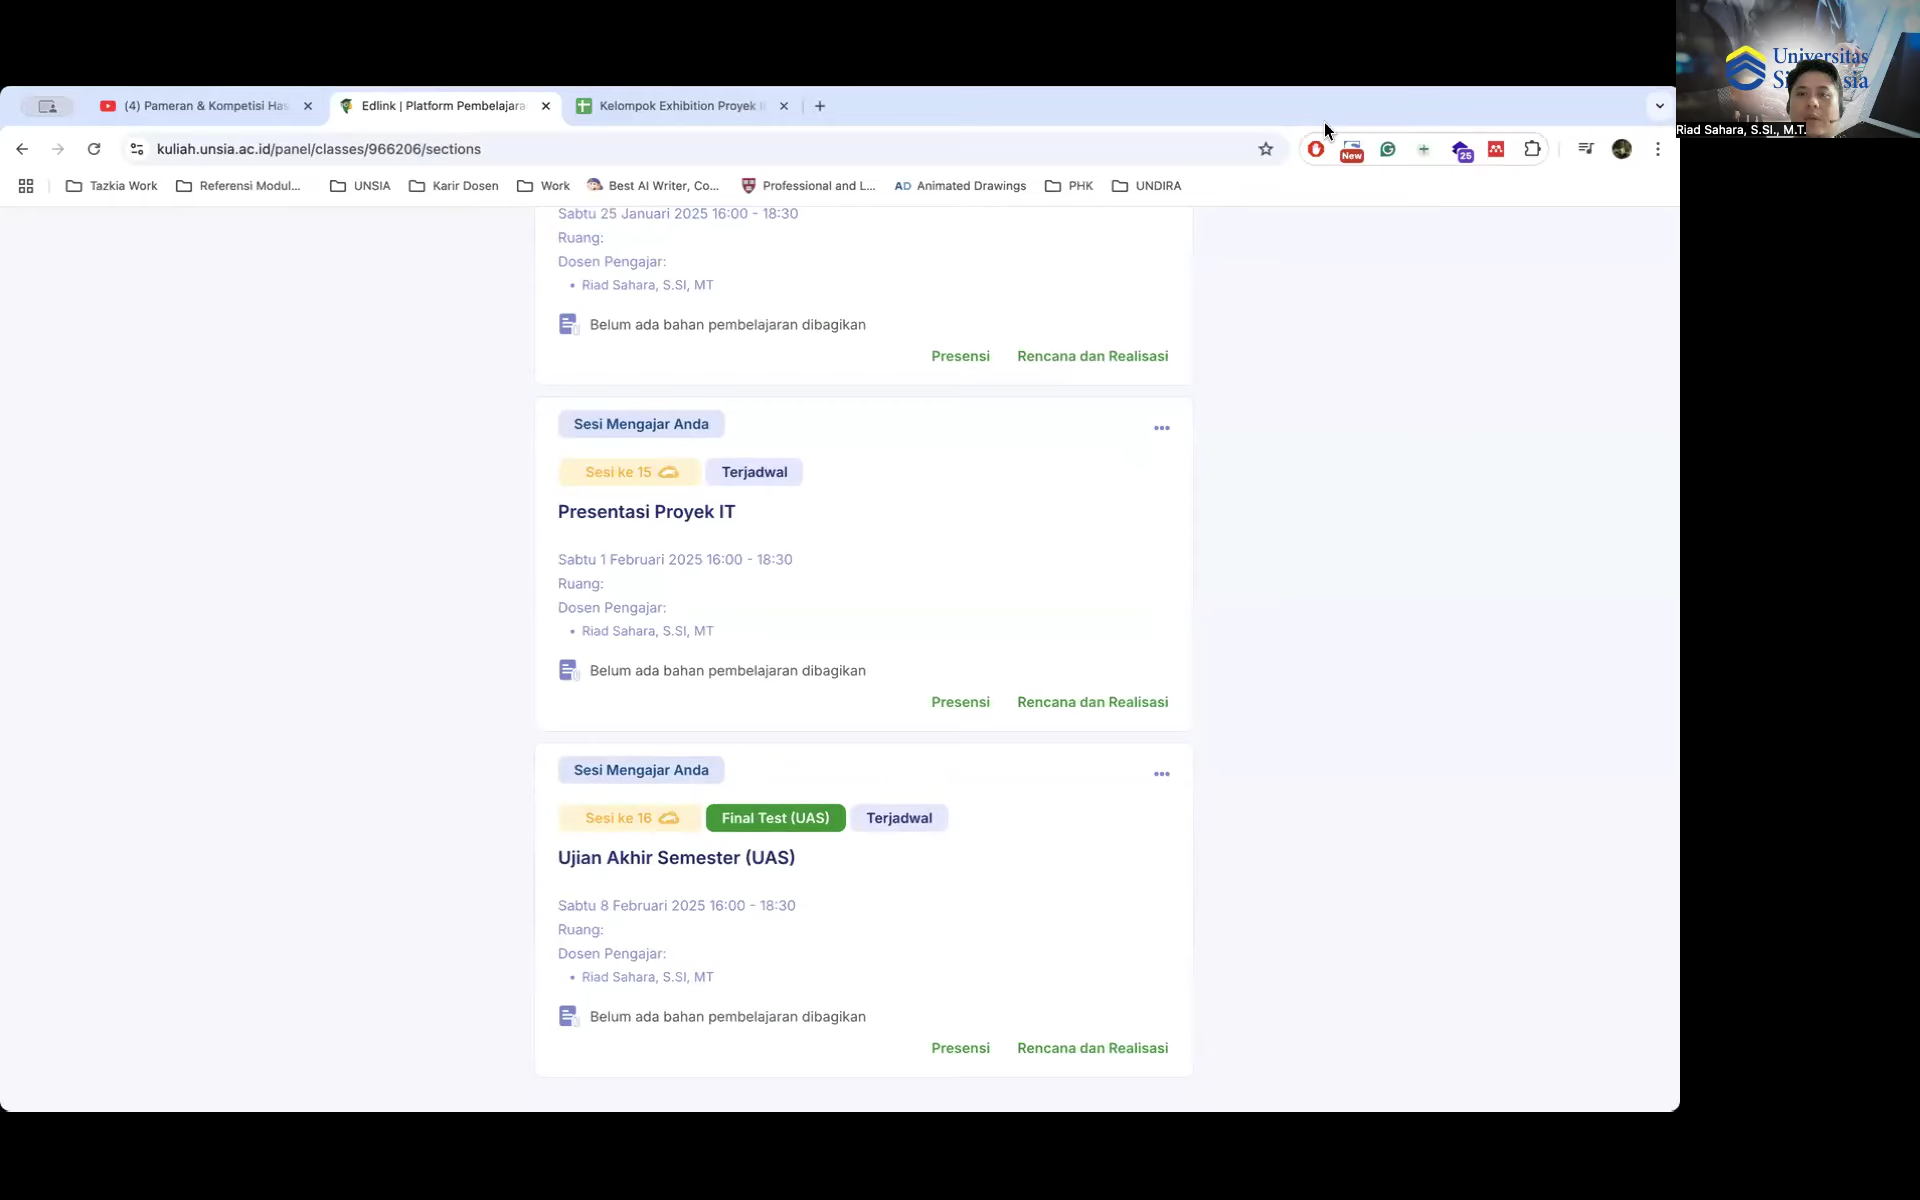 (4) Pameran & Kompetisi Has
Edlink | Platform Pembelajara
Kelompok Exhibition Proyek I
kuliah.unsia.ac.id/panel/classes/966206/sections
New
25
Tazkia Work
Referensi Modul...
UNSIA
Karir Dosen
Work
Best AI Writer, Co...
Professional and L...
AD Animated Drawings
PHK
UNDIRA
Universitas
Riad Sahara, S.SI., M.T.
Sabtu 25 Januari 2025 16:00 - 18:30
Ruang:
Dosen Pengajar:
• Riad Sahara, S.SI, MT
Belum ada bahan pembelajaran dibagikan
Presensi Rencana dan Realisasi
Sesi Mengajar Anda
Sesi ke 15 Terjadwal
Presentasi Proyek IT
Sabtu 1 Februari 2025 16:00 - 18:30
Ruang:
Dosen Pengajar:
• Riad Sahara, S.SI, MT
Belum ada bahan pembelajaran dibagikan
Presensi Rencana dan Realisasi
Sesi Mengajar Anda
Sesi ke 16 Final Test (UAS) Terjadwal
Ujian Akhir Semester (UAS)
Sabtu 8 Februari 2025 16:00 - 18:30
Ruang:
Dosen Pengajar:
• Riad Sahara, S.SI, MT
Belum ada bahan pembelajaran dibagikan
Presensi Rencana dan Realisasi